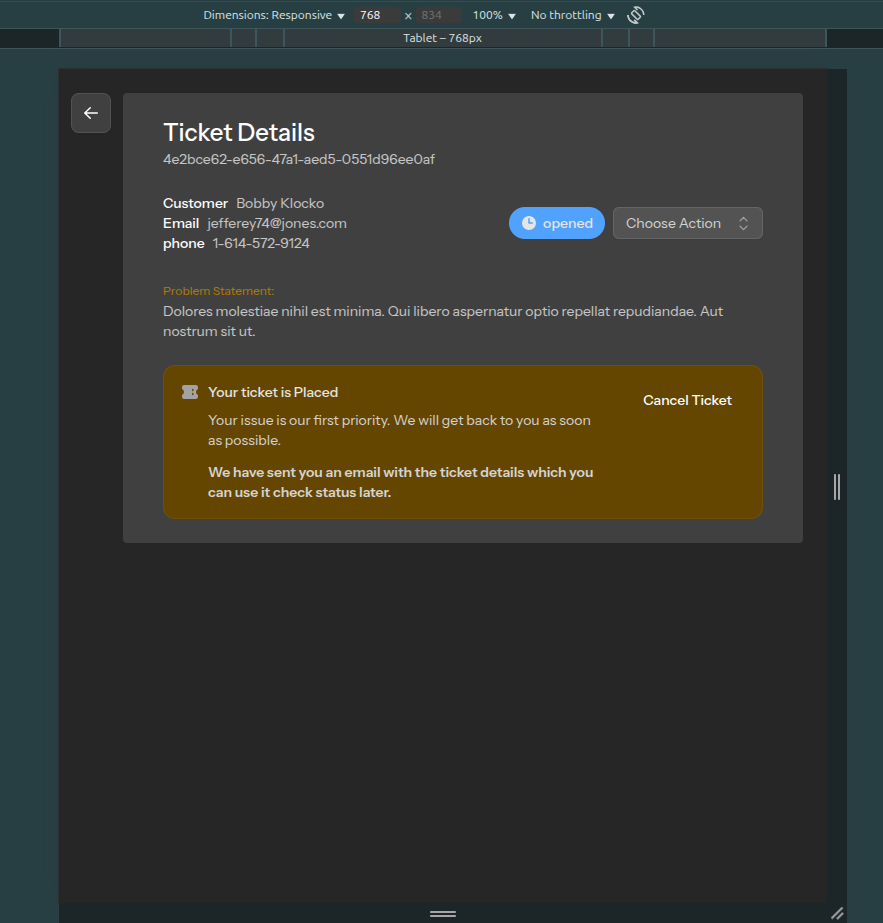 Dimensions: Responsive 768 x 834 100% No throttling
Tablet – 768px
Ticket Details
4e2bce62-e656-47a1-aed5-0551d96ee0af
Customer Bobby Klocko
Email jefferey74@jones.com
phone 1-614-572-9124
opened Choose Action
Problem Statement:
Dolores molestiae nihil est minima. Qui libero aspernatur optio repellat repudiandae. Aut
nostrum sit ut.
Your ticket is Placed
Cancel Ticket
Your issue is our first priority. We will get back to you as soon
as possible.
We have sent you an email with the ticket details which you
can use it check status later.